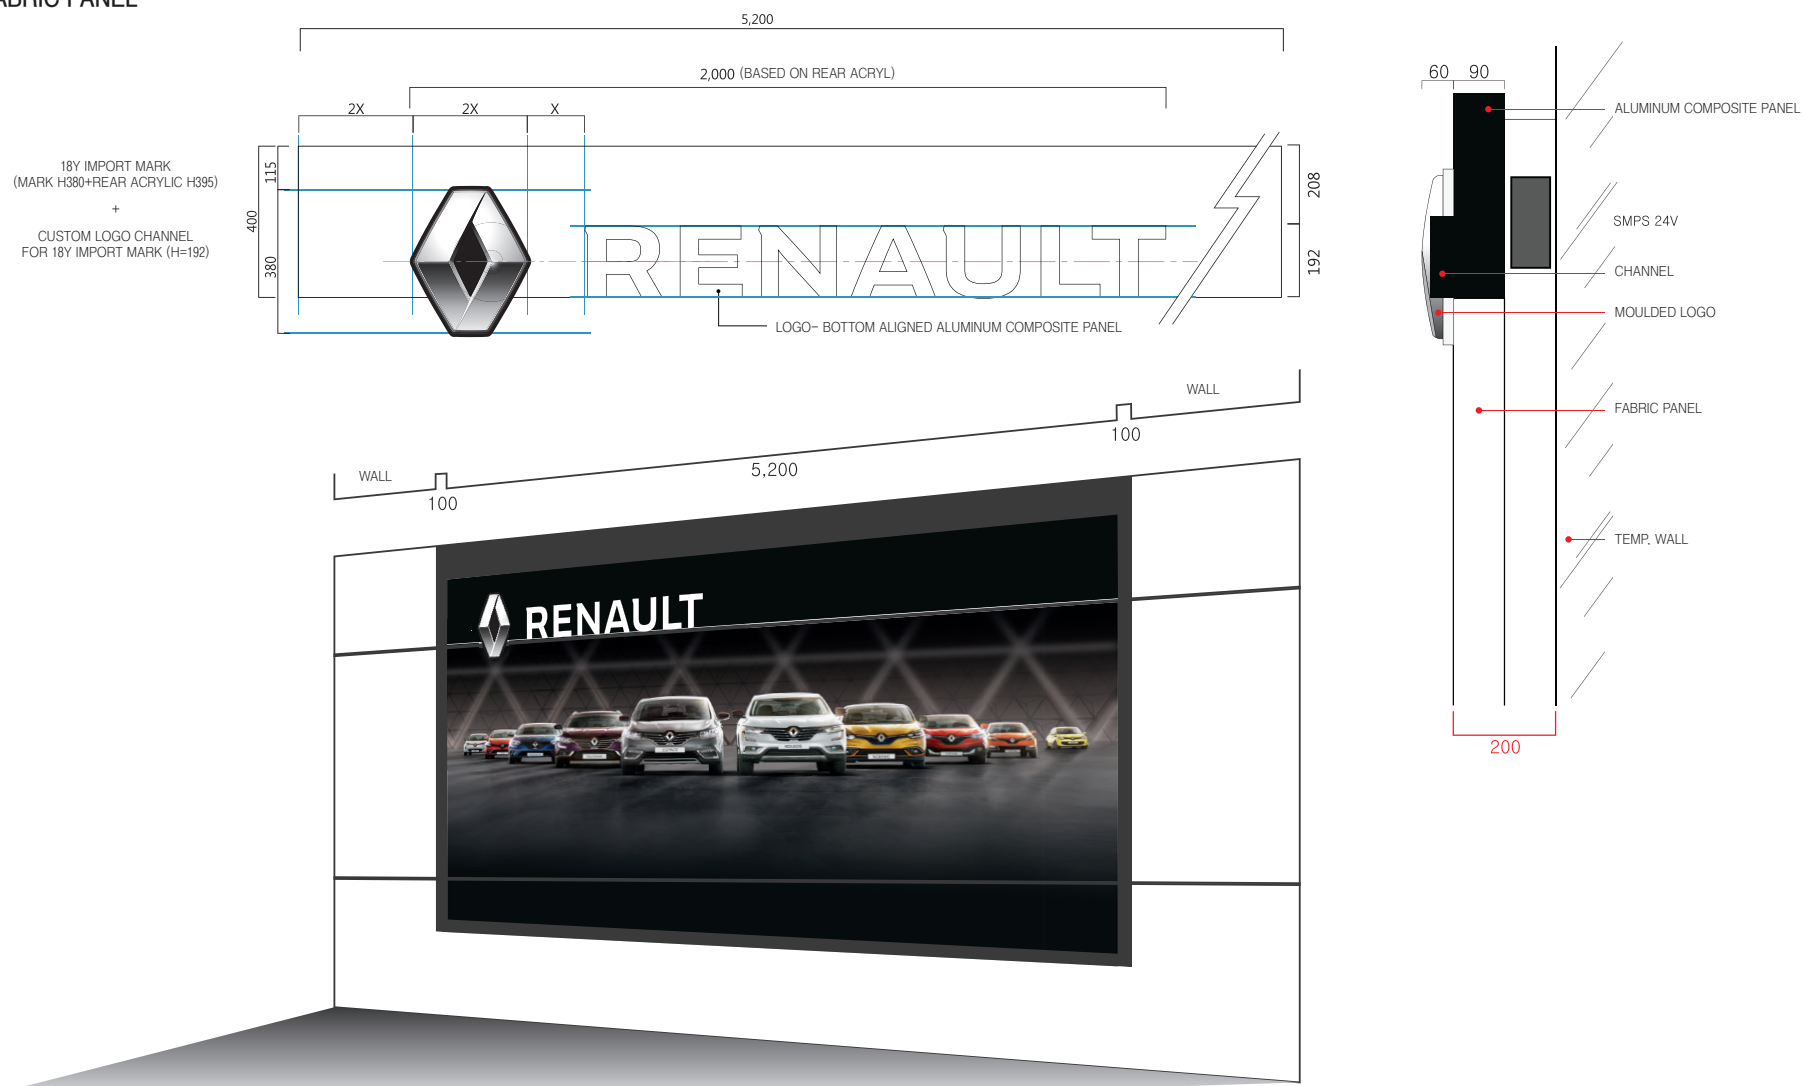 ABRIC PANEL
5,200
2,000 (BASED ON REAR ACRYL)
2X
2X
X
18Y IMPORT MARK
(MARK H380+REAR ACRYLIC H395)
+
CUSTOM LOGO CHANNEL
FOR 18Y IMPORT MARK (H=192)
400
115
380
RENAULT
208
192
LOGO- BOTTOM ALIGNED ALUMINUM COMPOSITE PANEL
60
90
ALUMINUM COMPOSITE PANEL
SMPS 24V
CHANNEL
MOULDED LOGO
FABRIC PANEL
TEMP. WALL
200
WALL
100
5,200
100
WALL
RENAULT